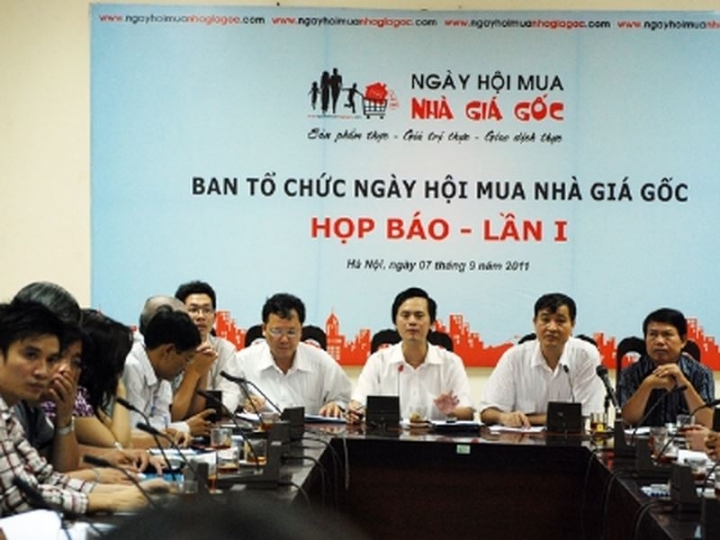 www.ngayhoimuanhagiagoc.com www.ngayhoimuanhagiagoc.com www.ngayhoimuanhagiagoc.com www.ngayhoimuanhagiagoc.com
NGÀY HỘI MUA
NHÀ GIÁ GỐC
Sản phẩm thực - Giá trị thực - Giao dịch thực
BAN TỔ CHỨC NGÀY HỘI MUA NHÀ GIÁ GỐC
HỌP BÁO - LẦN I
Hà Nội, ngày 07 tháng 9 năm 2011